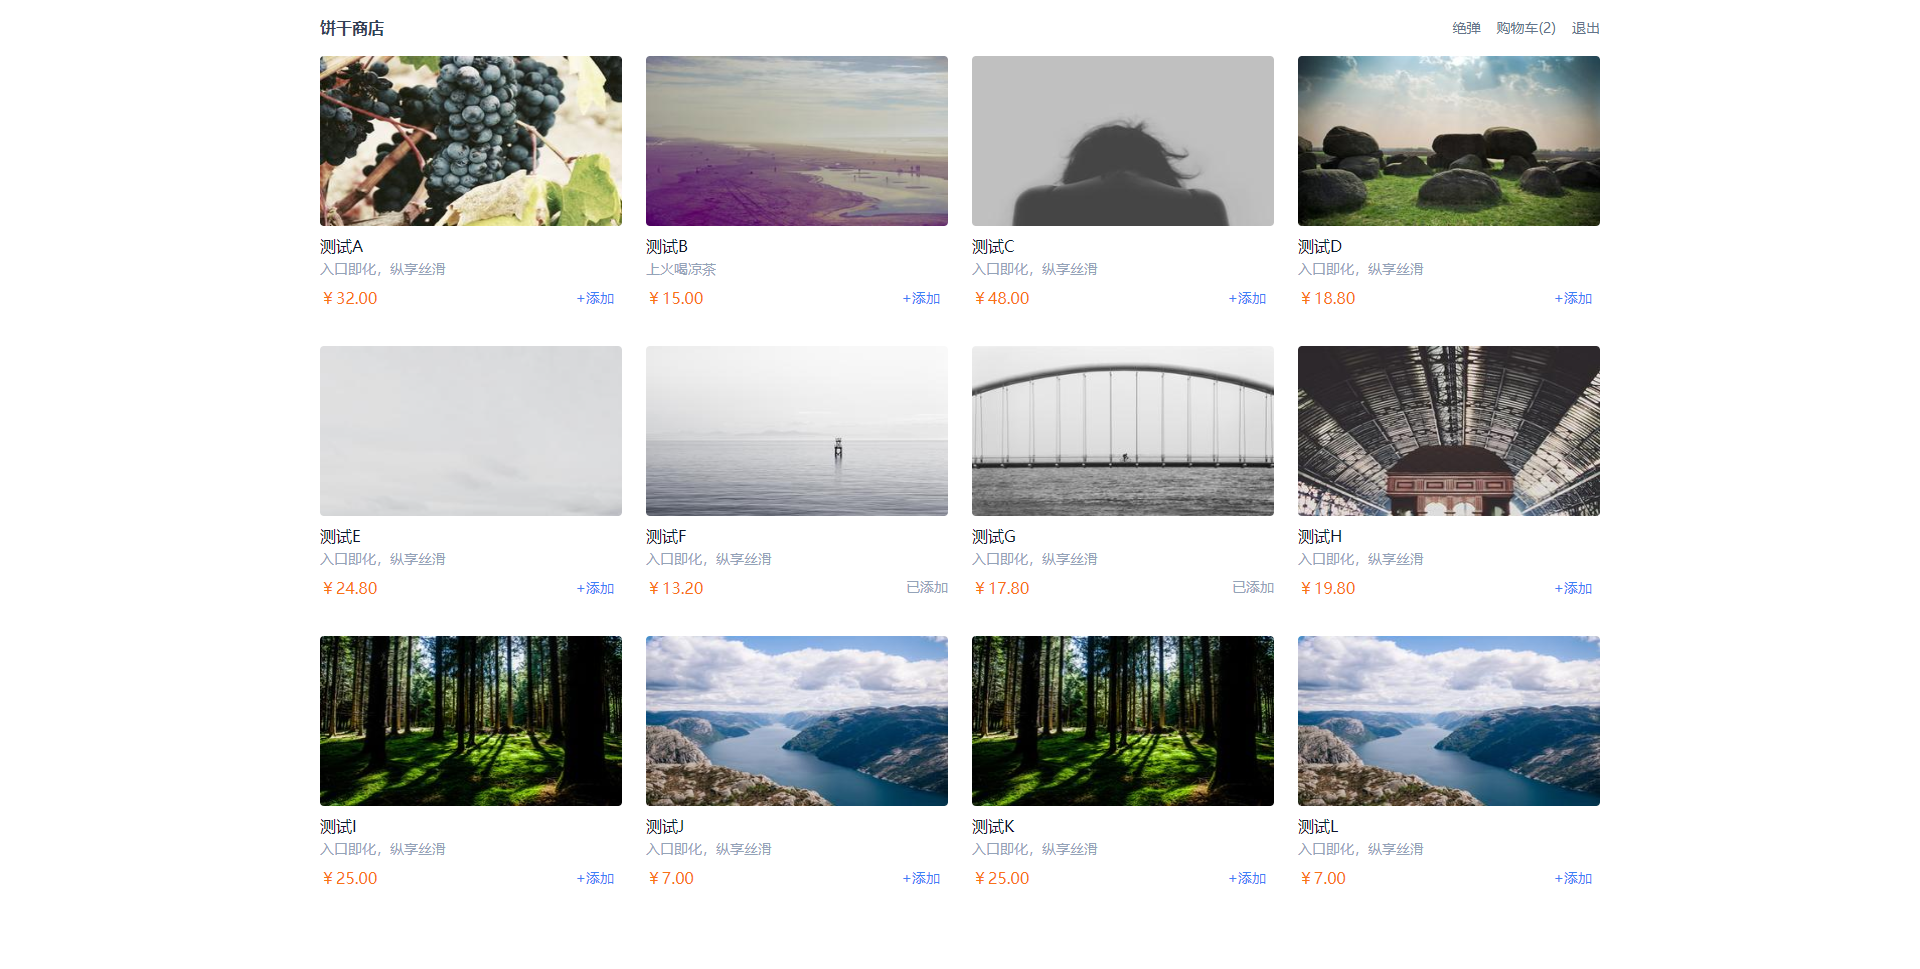 饼干商店
绝弹 购物车(2) 退出
测试A
入口即化，纵享丝滑
￥32.00 +添加
测试B
上火喝凉茶
￥15.00 +添加
测试C
入口即化，纵享丝滑
￥48.00 +添加
测试D
入口即化，纵享丝滑
￥18.80 +添加
测试E
入口即化，纵享丝滑
￥24.80 +添加
测试F
入口即化，纵享丝滑
￥13.20 已添加
测试G
入口即化，纵享丝滑
￥17.80 已添加
测试H
入口即化，纵享丝滑
￥19.80 +添加
测试I
入口即化，纵享丝滑
￥25.00 +添加
测试J
入口即化，纵享丝滑
￥7.00 +添加
测试K
入口即化，纵享丝滑
￥25.00 +添加
测试L
入口即化，纵享丝滑
￥7.00 +添加